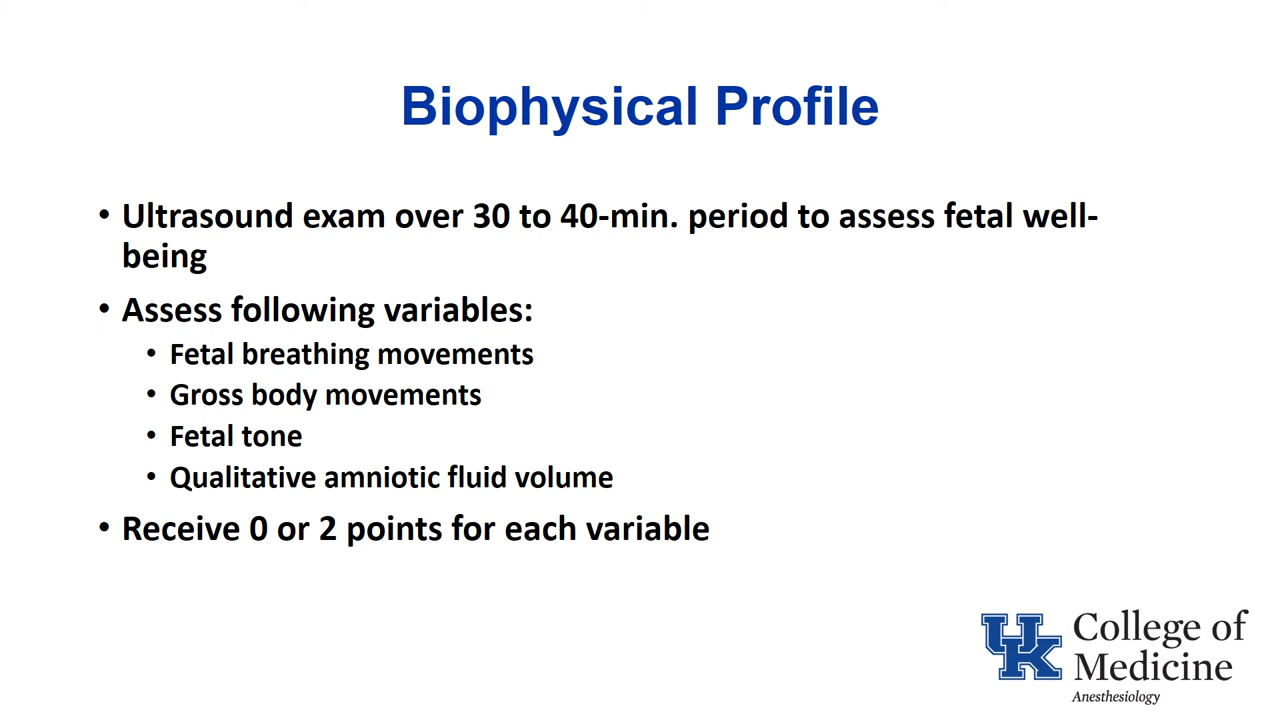 Biophysical Profile
• Ultrasound exam over 30 to 40-min. period to assess fetal well-
being
• Assess following variables:
• Fetal breathing movements
• Gross body movements
• Fetal tone
• Qualitative amniotic fluid volume
• Receive 0 or 2 points for each variable
UK
College of
Medicine
Anesthesiology